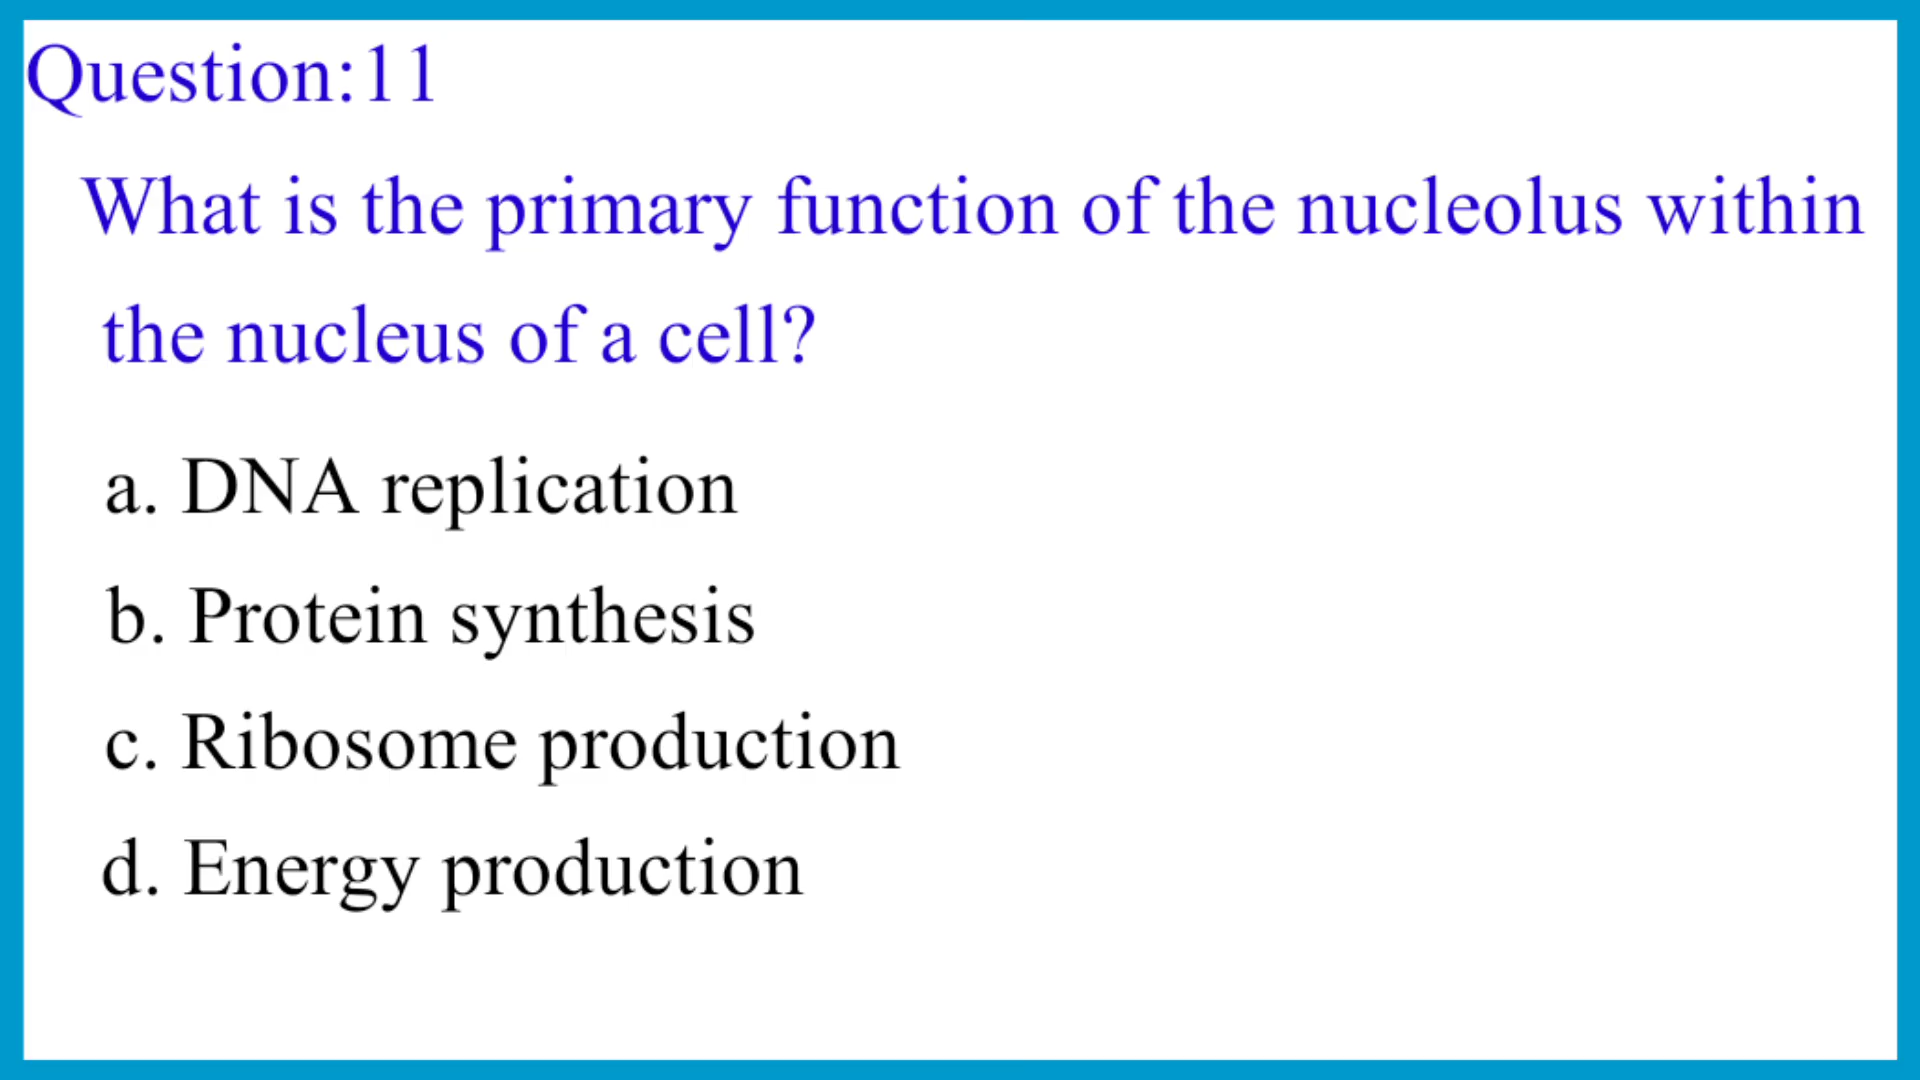 Question:11
What is the primary function of the nucleolus within
the nucleus of a cell?
a. DNA replication
b. Protein synthesis
c. Ribosome production
d. Energy production